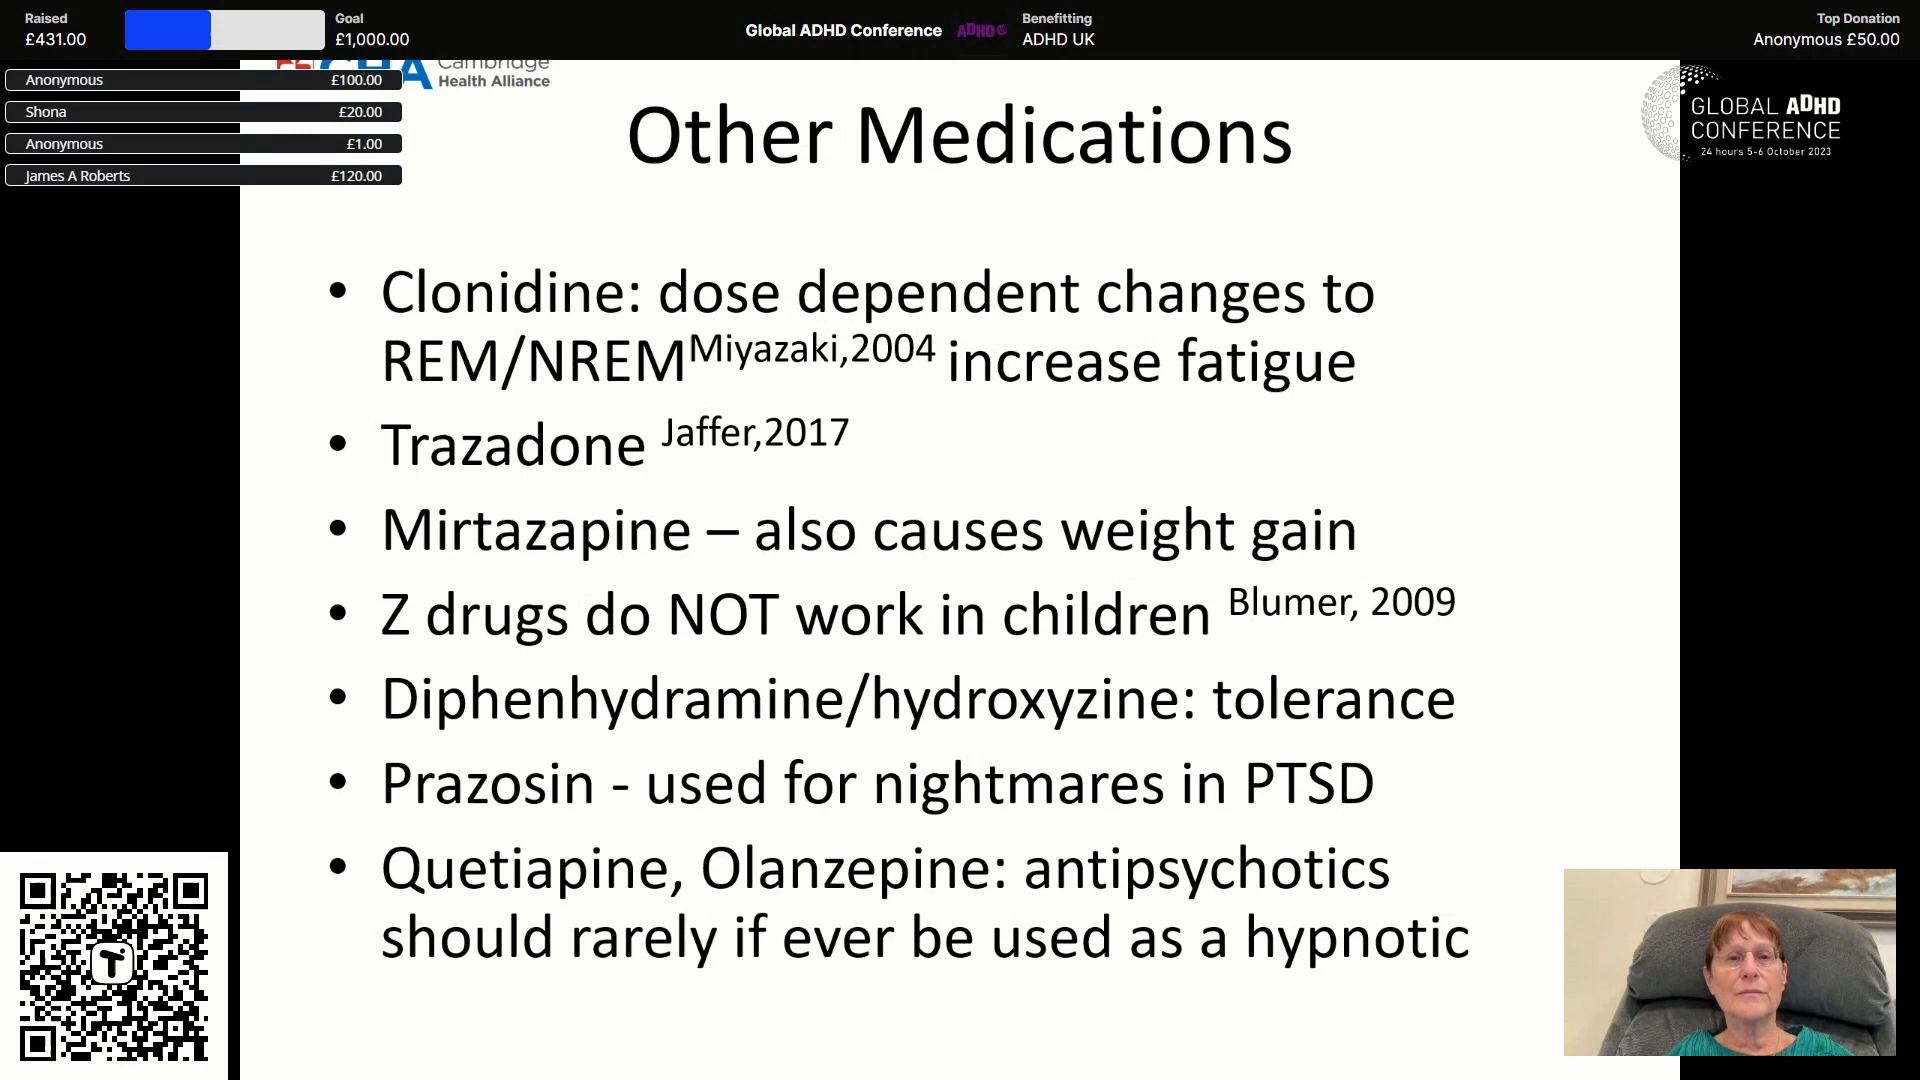 Raised
£431.00
Goal
£1,000.00
Global ADHD Conference
ADHD
Benefitting
ADHD UK
Top Donation
Anonymous £50.00
Anonymous £100.00
Shona £20.00
Anonymous £1.00
James A Roberts £120.00
CHA Cambridge
Health Alliance
GLOBAL ADHD
CONFERENCE
24 hours 5-6 October 2023
Other Medications
• Clonidine: dose dependent changes to
REM/NREM Miyazaki,2004 increase fatigue
• Trazadone Jaffer,2017
• Mirtazapine – also causes weight gain
• Z drugs do NOT work in children Blumer, 2009
• Diphenhydramine/hydroxyzine: tolerance
• Prazosin - used for nightmares in PTSD
• Quetiapine, Olanzepine: antipsychotics
should rarely if ever be used as a hypnotic
T